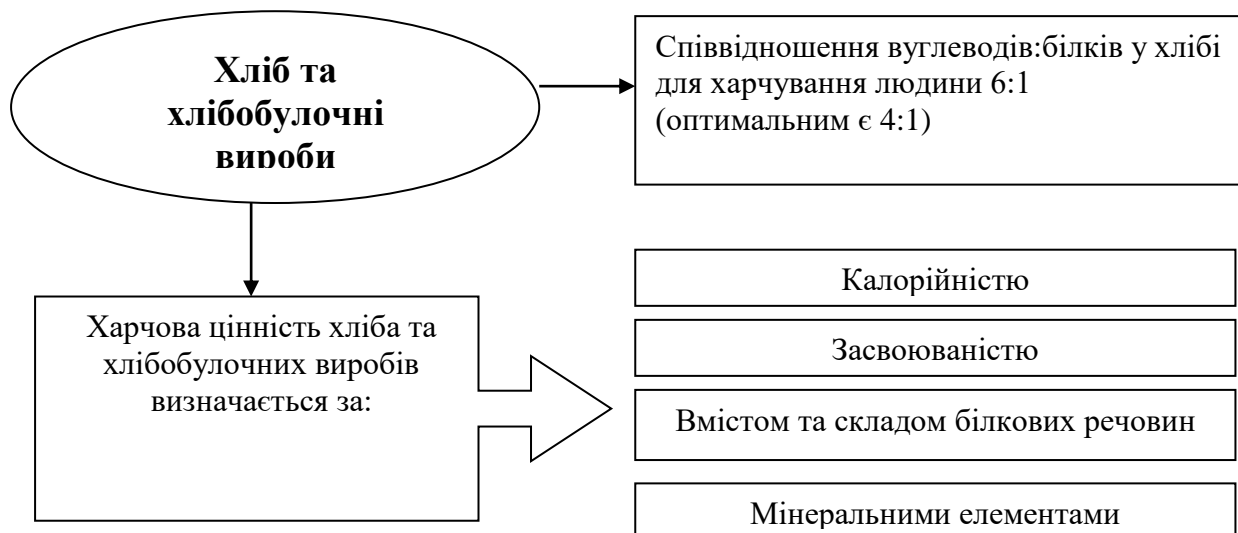 Хліб та
хлібобулочні
вироби
Співвідношення вуглеводів:білків у хлібі
для харчування людини 6:1
(оптимальним є 4:1)
Харчова цінність хліба та
хлібобулочних виробів
визначається за:
Калорійністю
Засвоюваністю
Вмістом та складом білкових речовин
Мінеральними елементами